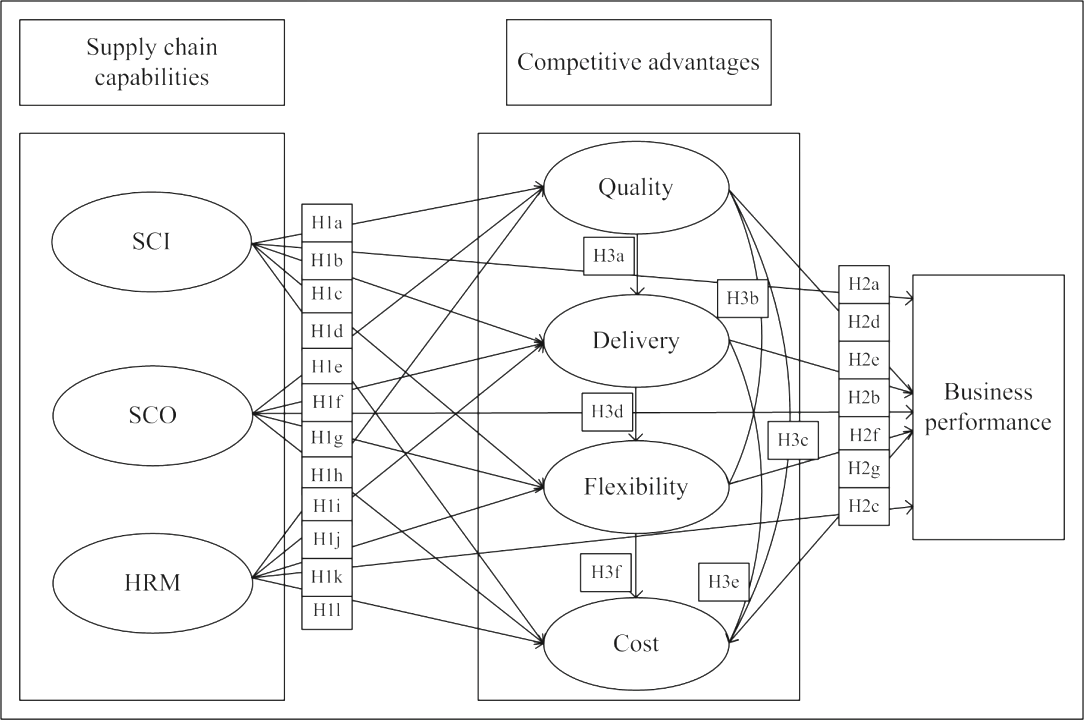 Supply chain
capabilities
Competitive advantages
SCI
SCO
HRM
H1a
H1b
H1c
H1d
H1e
H1f
H1g
H1h
H1i
H1j
H1k
H1l
Quality
H3a
H3b
Delivery
H3d
H3c
Flexibility
H3f
H3e
Cost
H2a
H2d
H2e
H2b
H2f
H2g
H2c
Business
performance